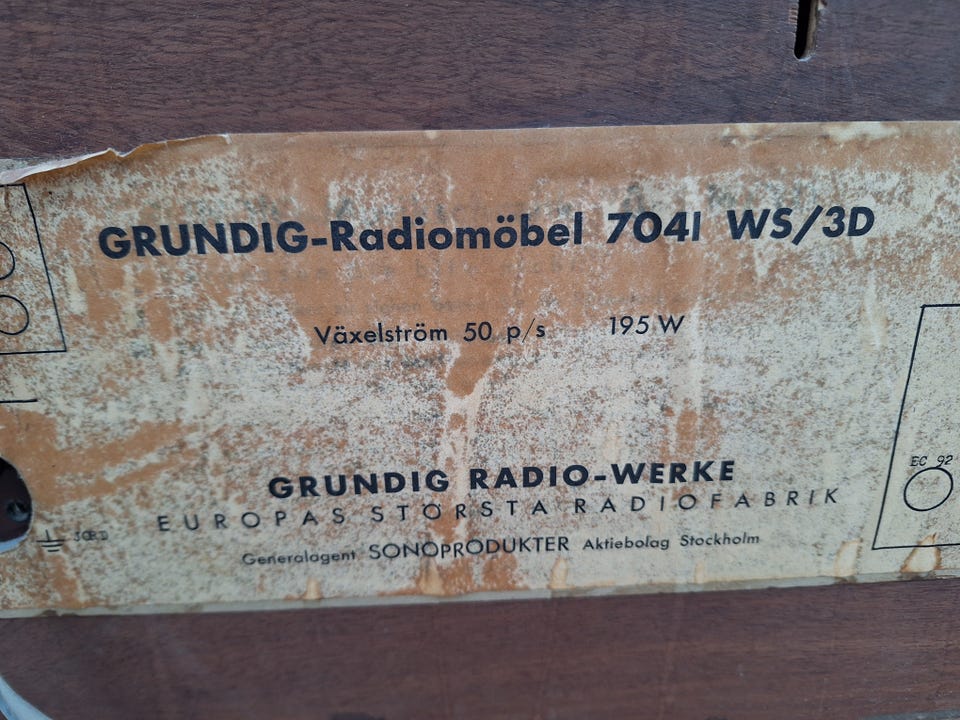 GRUNDIG-Radiomöbel 7041 WS/3D
Växelström 50 p/s 195 W
EC 92
GRUNDIG RADIO-WERKE
EUROPAS STÖRSTA RADIOFABRIK
JORD
Generalagent SONOPRODUKTER Aktiebolag Stockholm